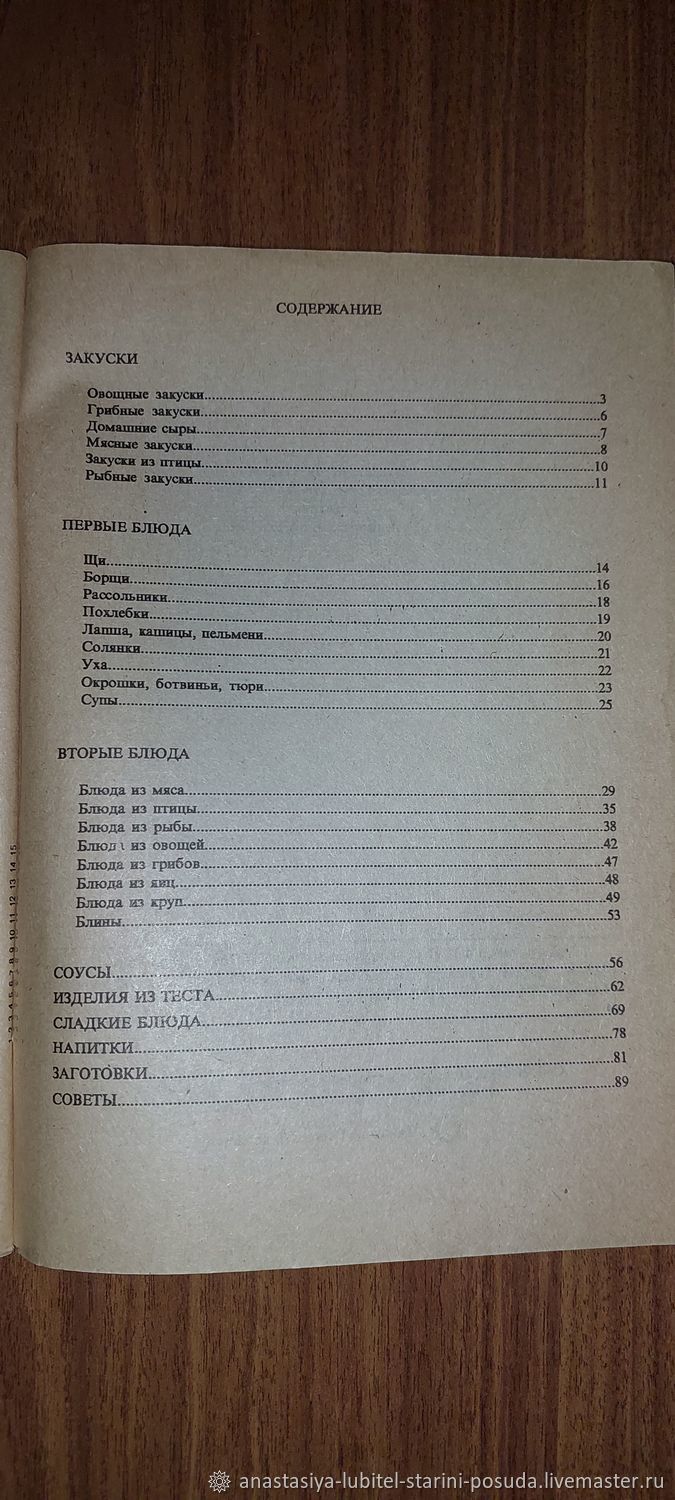 СОДЕРЖАНИЕ
ЗАКУСКИ
Овощные закуски....................3
Грибные закуски....................6
Домашние сыры....................7
Мясные закуски....................8
Закуски из птицы....................10
Рыбные закуски....................11
ПЕРВЫЕ БЛЮДА
Щи....................14
Борщи....................16
Рассольники....................18
Похлебки....................19
Лапша, кашицы, пельмени....................20
Солянки....................21
Уха....................22
Окрошки, ботвиньи, тюри....................23
Супы....................25
ВТОРЫЕ БЛЮДА
Блюда из мяса....................29
Блюда из птицы....................35
Блюда из рыбы....................38
Блюда из овощей....................42
Блюда из грибов....................47
Блюда из яиц....................48
Блюда из круп....................49
Блины....................53
СОУСЫ....................56
ИЗДЕЛИЯ ИЗ ТЕСТА....................62
СЛАДКИЕ БЛЮДА....................69
НАПИТКИ....................78
ЗАГОТОВКИ....................81
СОВЕТЫ....................89
anastasiya-lubitel-starini-posuda.livemaster.ru